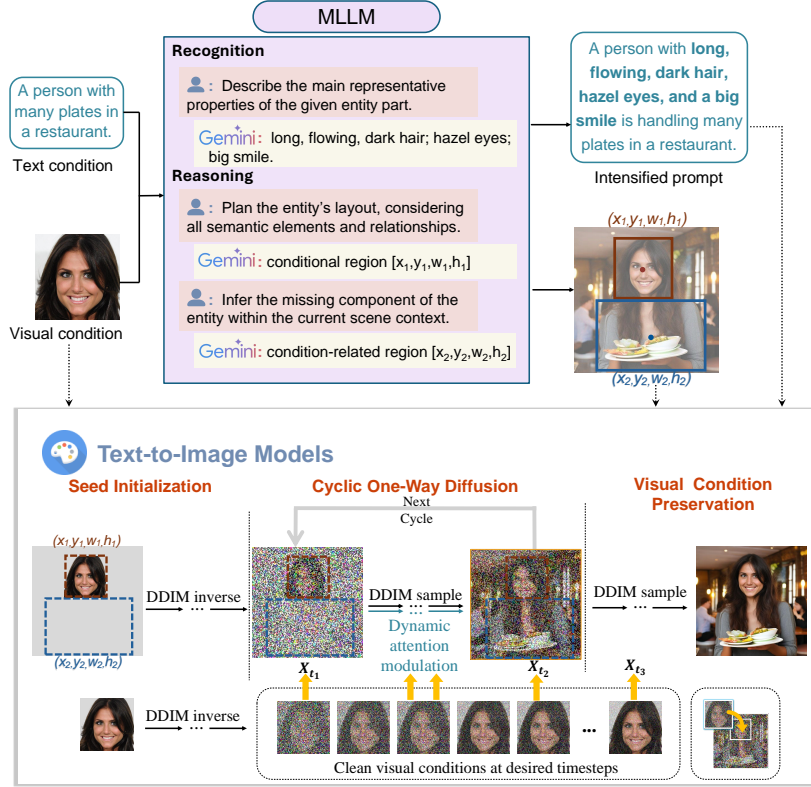 MLLM
A person with
many plates in
a restaurant.
Text condition
Visual condition
Recognition
: Describe the main representative
properties of the given entity part.
Gemini: long, flowing, dark hair; hazel eyes;
big smile.
Reasoning
: Plan the entity's layout, considering
all semantic elements and relationships.
Gemini: conditional region [x1,y1,w1,h1]
: Infer the missing component of the
entity within the current scene context.
Gemini: condition-related region [x2,y2,w2,h2]
A person with long,
flowing, dark hair,
hazel eyes, and a big
smile is handling many
plates in a restaurant.
Intensified prompt
(x1,y1,w1,h1)
(x2,y2,w2,h2)
Text-to-Image Models
Seed Initialization
Cyclic One-Way Diffusion
Visual Condition
Preservation
Next
Cycle
(x1,y1,w1,h1)
(x2,y2,w2,h2)
DDIM inverse
...
DDIM sample
...
Dynamic
attention
modulation
DDIM sample
...
Xt1
Xt2
Xt3
DDIM inverse
...
...
Clean visual conditions at desired timesteps